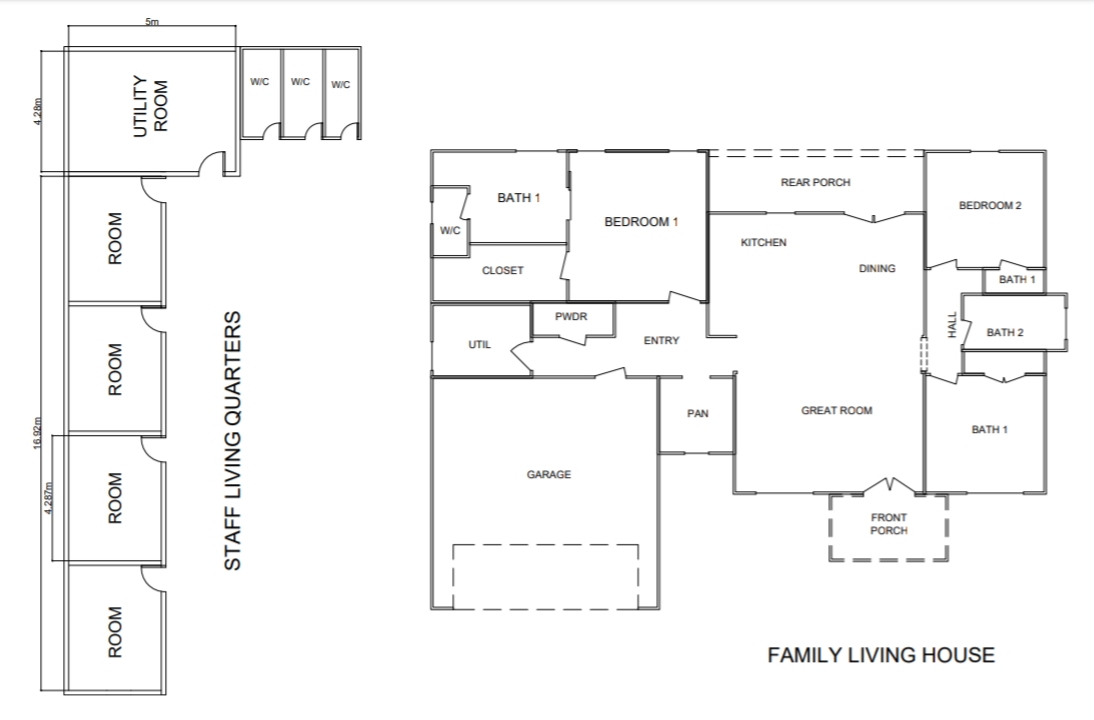 5m
4.28m
UTILITY
ROOM
W/C
W/C
W/C
ROOM
ROOM
ROOM
ROOM
16.92m
4.287m
STAFF LIVING QUARTERS
BATH 1
W/C
CLOSET
BEDROOM 1
REAR PORCH
KITCHEN
DINING
BEDROOM 2
BATH 1
HALL
BATH 2
UTIL
PWDR
ENTRY
PAN
GREAT ROOM
BATH 1
GARAGE
FRONT
PORCH
FAMILY LIVING HOUSE